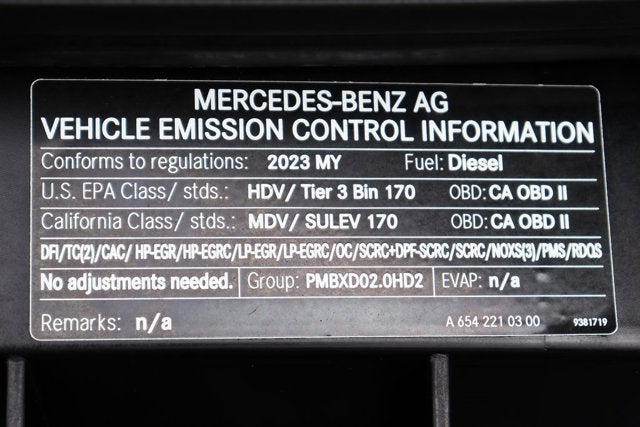 MERCEDES-BENZ AG
VEHICLE EMISSION CONTROL INFORMATION
Conforms to regulations: 2023 MY Fuel: Diesel
U.S. EPA Class/ stds.: HDV/ Tier 3 Bin 170 OBD: CA OBD II
California Class/ stds.: MDV/ SULEV 170 OBD: CA OBD II
DFI/TC(2)/CAC/ HP-EGR/HP-EGRC/LP-EGR/LP-EGRC/OC/SCRC+DPF-SCRC/SCRC/NOXS(3)/PMS/RDQS
No adjustments needed. Group: PMBXD02.0HD2 EVAP: n/a
Remarks: n/a A 654 221 03 00 9381719